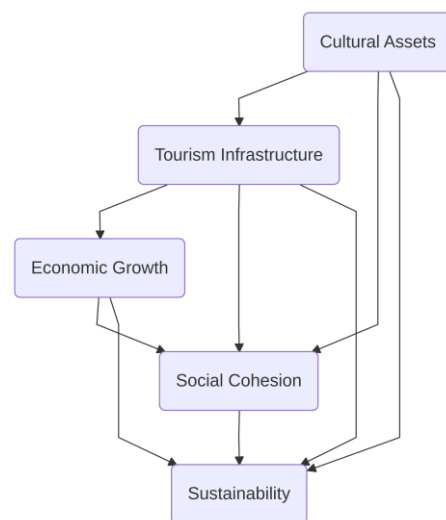 Cultural Assets
Tourism Infrastructure
Economic Growth
Social Cohesion
Sustainability